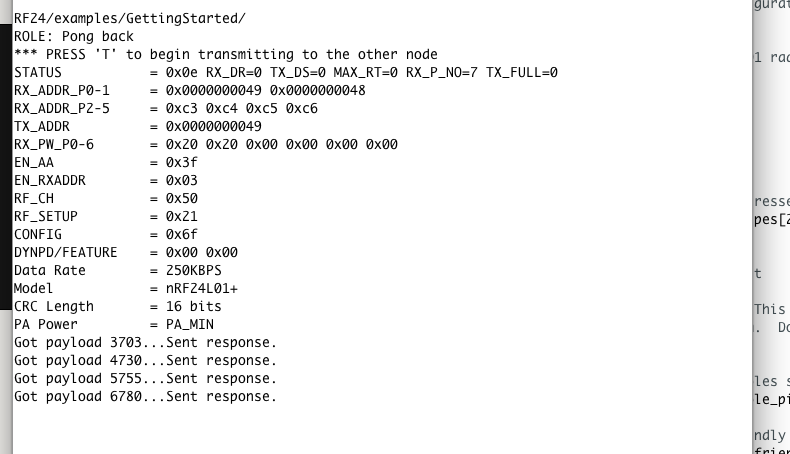 RF24/examples/GettingStarted/
ROLE: Pong back
*** PRESS 'T' to begin transmitting to the other node
STATUS = 0x0e RX_DR=0 TX_DS=0 MAX_RT=0 RX_P_NO=7 TX_FULL=0
RX_ADDR_P0-1 = 0x0000000049 0x0000000048
RX_ADDR_P2-5 = 0xc3 0xc4 0xc5 0xc6
TX_ADDR = 0x0000000049
RX_PW_P0-6 = 0x20 0x20 0x00 0x00 0x00 0x00
EN_AA = 0x3f
EN_RXADDR = 0x03
RF_CH = 0x50
RF_SETUP = 0x21
CONFIG = 0x6f
DYNPD/FEATURE = 0x00 0x00
Data Rate = 250KBPS
Model = nRF24L01+
CRC Length = 16 bits
PA Power = PA_MIN
Got payload 3703...Sent response.
Got payload 4730...Sent response.
Got payload 5755...Sent response.
Got payload 6780...Sent response.
gurat
1 rad
resse
pes[2
t
This
. Do
les s
le_pi
ndly
frien